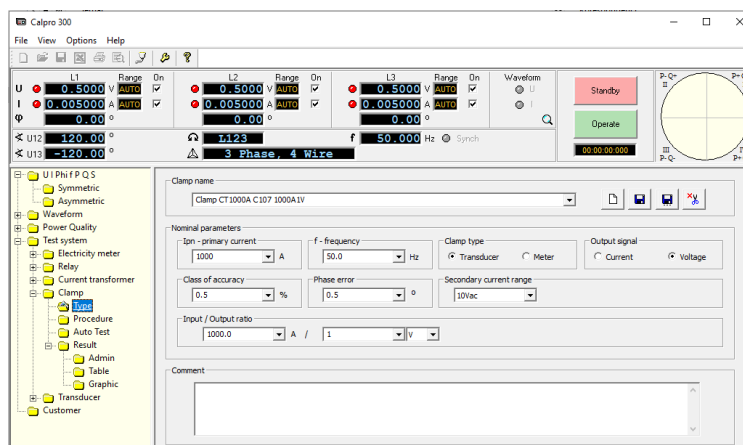 Calpro 300
File View Options Help
L1 Range On L2 Range On L3 Range On Waveform
U 0.5000 V AUTO 0.5000 V AUTO 0.5000 V AUTO U
I 0.005000 A AUTO 0.005000 A AUTO 0.005000 A AUTO I
φ 0.00 ° 0.00 ° 0.00 °
∢ U12 120.00 ° L123 f 50.000 Hz Synch
∢ U13 -120.00 ° 3 Phase, 4 Wire
Standby
Operate
00:00:00:000
P- Q+
II
P+ Q+
III
P- Q-
U I Phi f P Q S
Symmetric
Asymmetric
Waveform
Power Quality
Test system
Electricity meter
Relay
Current transformer
Clamp
Type
Procedure
Auto Test
Result
Admin
Table
Graphic
Transducer
Customer
Clamp name
Clamp CT1000A C107 1000A1V
Nominal parameters
Ipn - primary current f - frequency Clamp type Output signal
1000 A 50.0 Hz Transducer Meter Current Voltage
Class of accuracy Phase error Secondary current range
0.5 % 0.5 ° 10Vac
Input / Output ratio
1000.0 A / 1 V
Comment